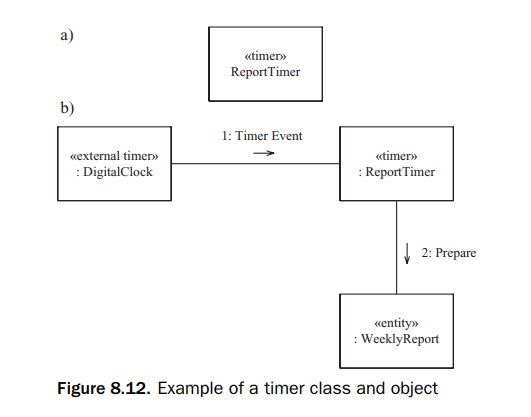 a)
«timer»
ReportTimer
b)
1: Timer Event
«external timer»
: DigitalClock
«timer»
: ReportTimer
2: Prepare
«entity»
: WeeklyReport
Figure 8.12. Example of a timer class and object